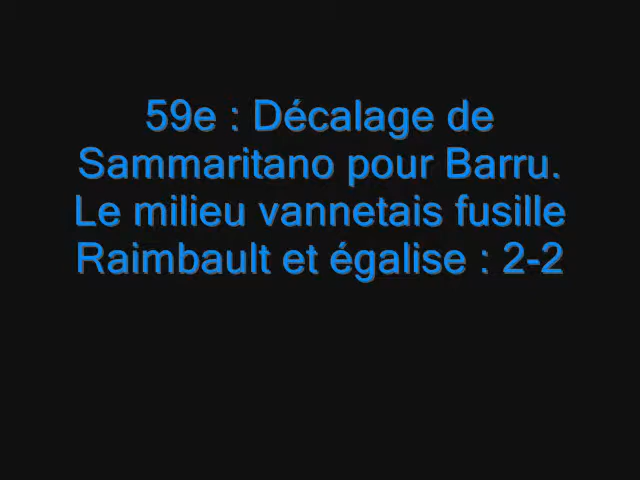 59e : Décalage de
Sammaritano pour Barru.
Le milieu vannetais fusille
Raimbault et égalise : 2-2